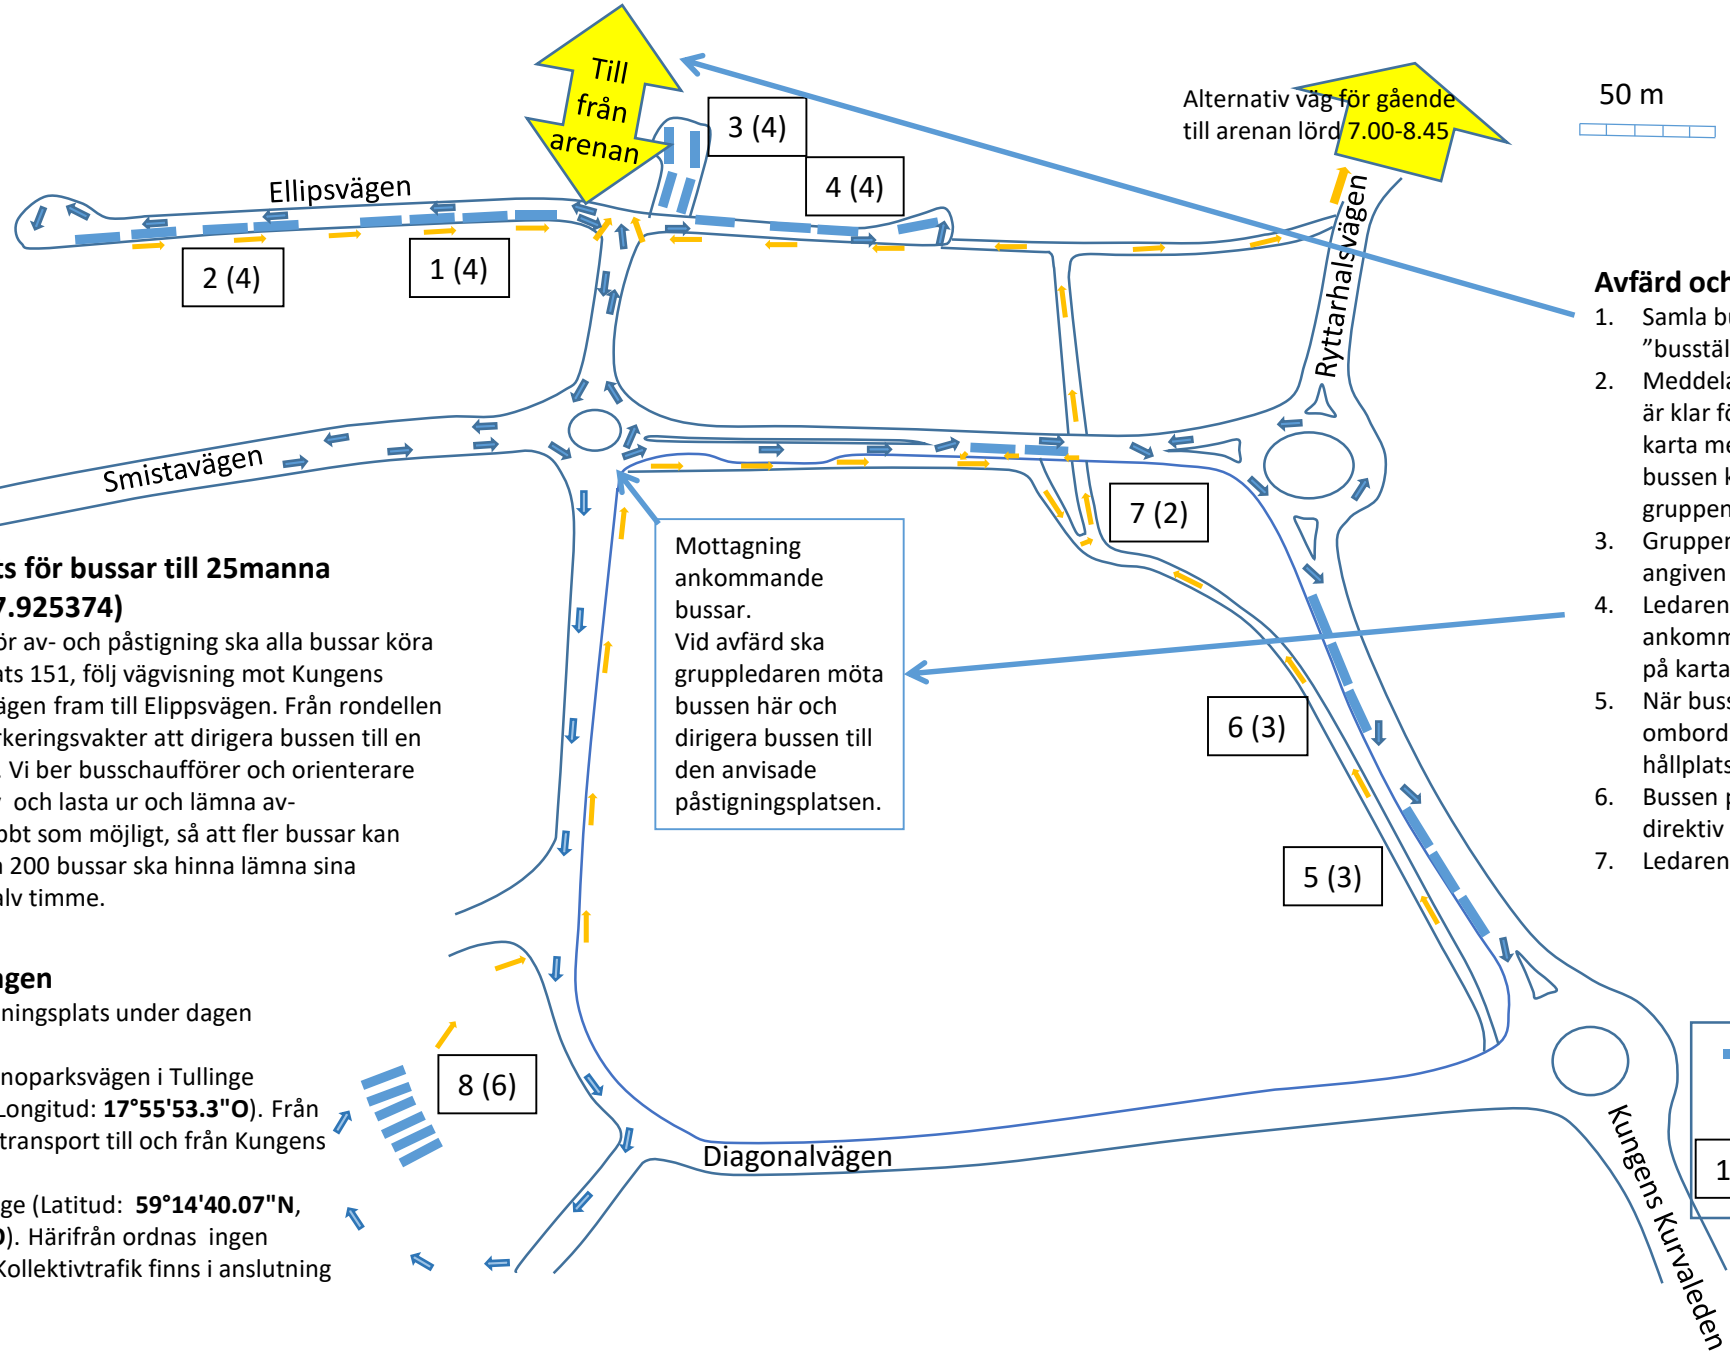 Till
från
arenan
3 (4)
4 (4)
Alternativ väg för gående
till arenan lörd 7.00-8.45
50 m
Ellipsvägen
2 (4)
1 (4)
Ryttarhalsvägen
Smistavägen
7 (2)
Mottagning
ankommande
bussar.
Vid avfärd ska
gruppledaren möta
bussen här och
dirigera bussen till
den anvisade
påstigningsplatsen.
6 (3)
5 (3)
8 (6)
Diagonalvägen
Kungens Kurvaleden
ts för bussar till 25manna
7.925374)
ör av- och påstigning ska alla bussar köra
ats 151, följ vägvisning mot Kungens
ägen fram till Elippsvägen. Från rondellen
rkeringsvakter att dirigera bussen till en
. Vi ber busschaufförer och orienterare
och lasta ur och lämna av-
bbt som möjligt, så att fler bussar kan
200 bussar ska hinna lämna sina
alv timme.
agen
ningsplats under dagen
noparksvägen i Tullinge
Longitud: 17°55'53.3"O). Från
transport till och från Kungens
ge (Latitud: 59°14'40.07"N,
O). Härifrån ordnas ingen
Kollektivtrafik finns i anslutning
Avfärd och
1. Samla bu
”busstäl
2. Meddela
är klar fö
karta me
bussen k
gruppen
3. Gruppen
angiven
4. Ledaren
ankomm
på karta
5. När buss
ombord
hållplats
6. Bussen p
direktiv
7. Ledaren
1